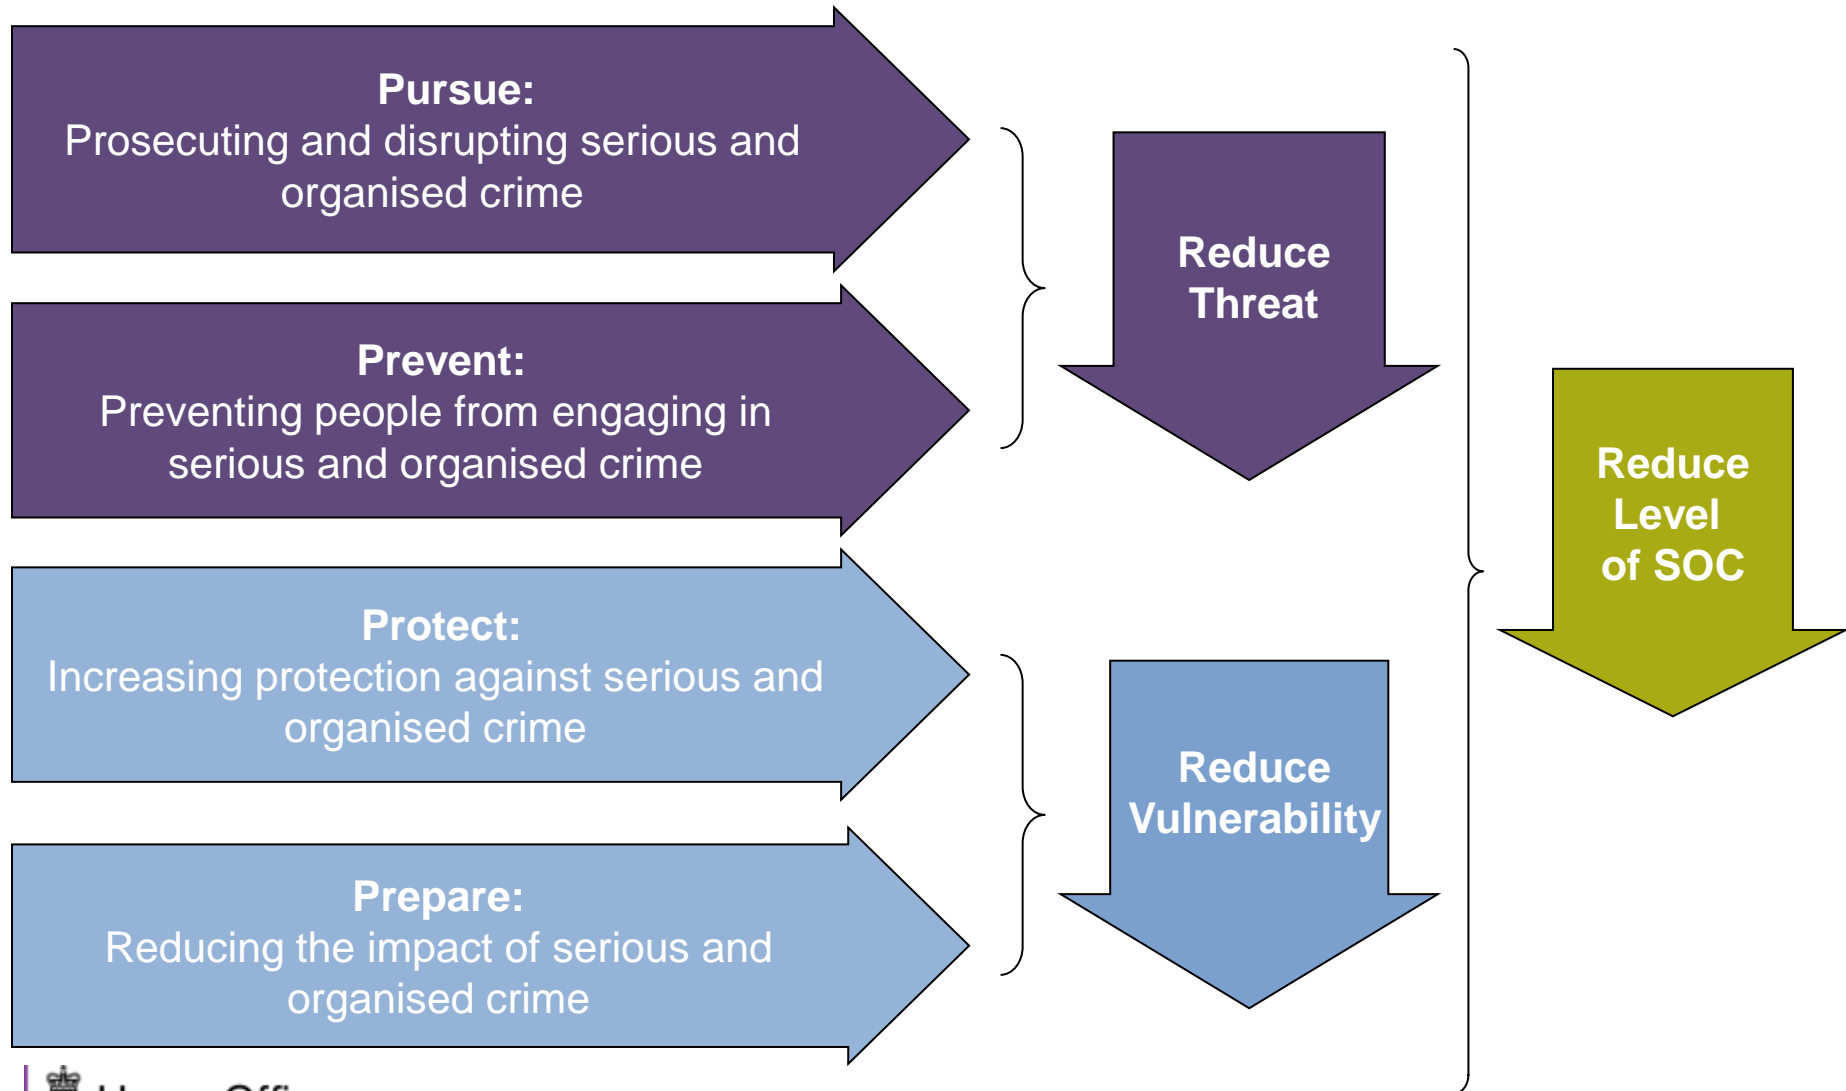 Pursue:
Prosecuting and disrupting serious and
organised crime
Prevent:
Preventing people from engaging in
serious and organised crime
Protect:
Increasing protection against serious and
organised crime
Prepare:
Reducing the impact of serious and
organised crime
Reduce
Threat
Reduce
Vulnerability
Reduce
Level
of SOC